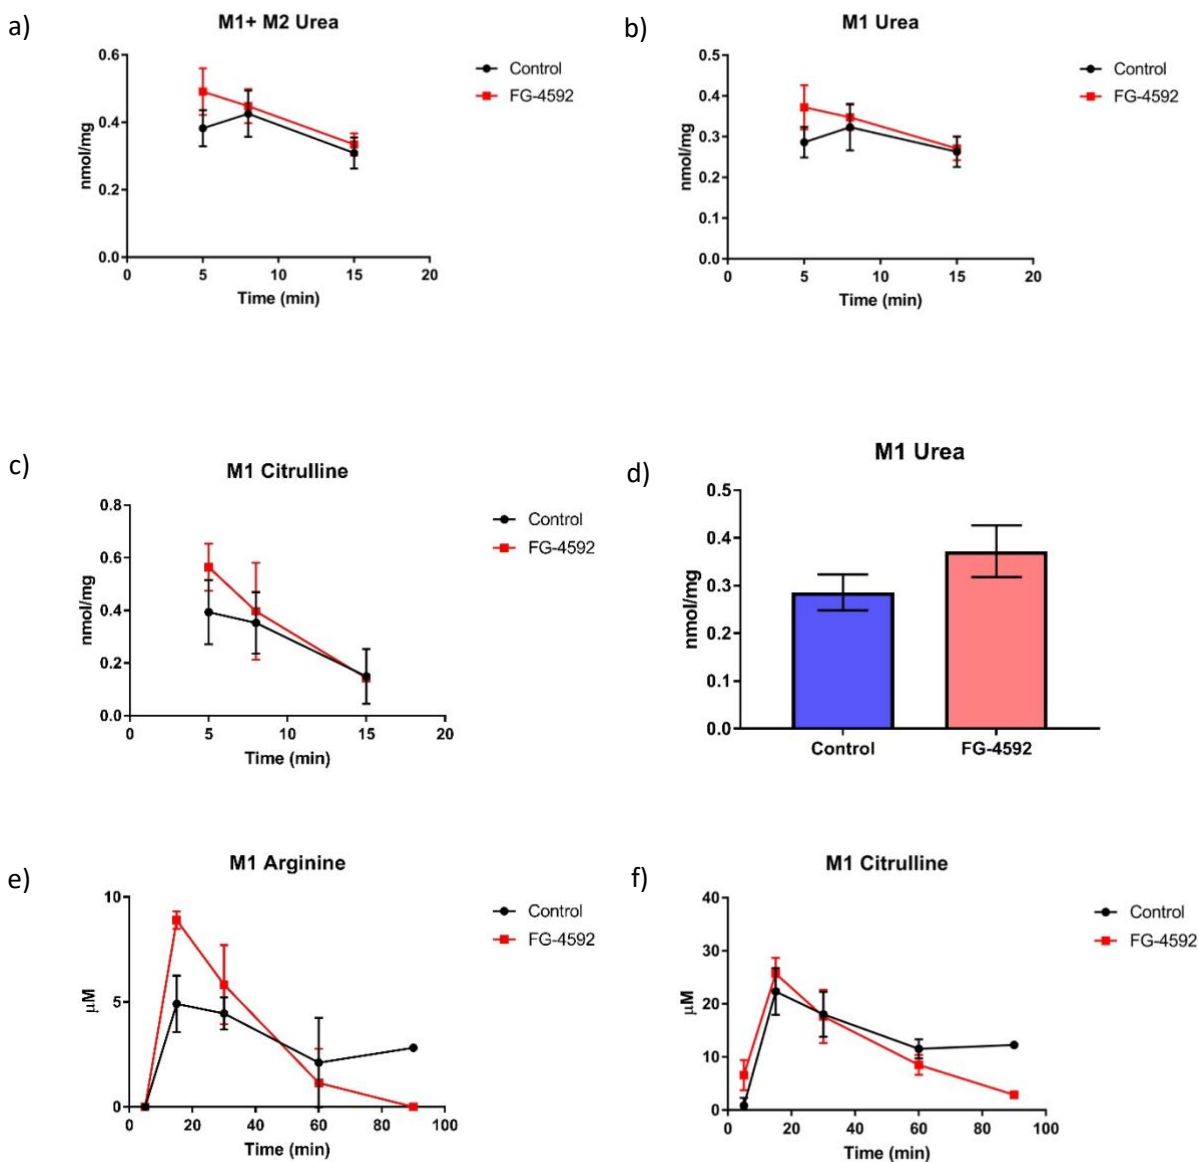 a)
M1+ M2 Urea
0.6
0.4
0.2
0.0
nmol/mg
0
5
10
15
20
Time (min)
Control
FG-4592
b)
M1 Urea
0.5
0.4
0.3
0.2
0.1
0.0
nmol/mg
0
5
10
15
20
Time (min)
Control
FG-4592
c)
M1 Citrulline
0.8
0.6
0.4
0.2
0.0
nmol/mg
0
5
10
15
20
Time (min)
Control
FG-4592
d)
M1 Urea
0.5
0.4
0.3
0.2
0.1
0.0
nmol/mg
Control
FG-4592
e)
M1 Arginine
10
5
0
µM
20
40
60
80
100
Time (min)
Control
FG-4592
f)
M1 Citrulline
40
30
20
10
0
µM
0
20
40
60
80
100
Time (min)
Control
FG-4592